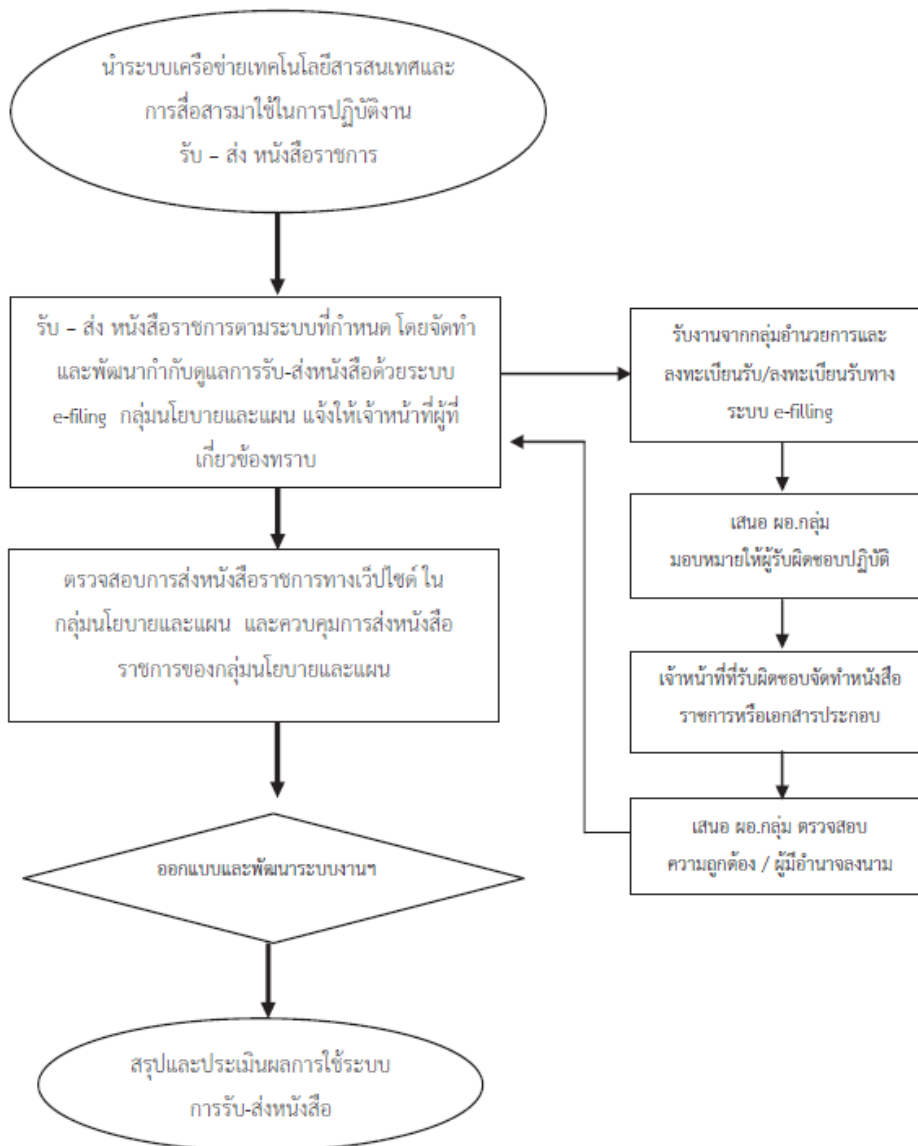 นำระบบเครือข่ายเทคโนโลยีสารสนเทศและ
การสื่อสารมาใช้ในการปฏิบัติงาน
รับ – ส่ง หนังสือราชการ
รับ – ส่ง หนังสือราชการตามระบบที่กำหนด โดยจัดทำ
และพัฒนากำกับดูแลการรับ-ส่งหนังสือด้วยระบบ
e-filing กลุ่มนโยบายและแผน แจ้งให้เจ้าหน้าที่ผู้ที่
เกี่ยวข้องทราบ
รับงานจากกลุ่มอำนวยการและ
ลงทะเบียนรับ/ลงทะเบียนรับทาง
ระบบ e-filling
เสนอ ผอ.กลุ่ม
มอบหมายให้ผู้รับผิดชอบปฏิบัติ
เจ้าหน้าที่ที่รับผิดชอบจัดทำหนังสือ
ราชการหรือเอกสารประกอบ
เสนอ ผอ.กลุ่ม ตรวจสอบ
ความถูกต้อง / ผู้มีอำนาจลงนาม
ตรวจสอบการส่งหนังสือราชการทางเว็ปไซด์ ใน
กลุ่มนโยบายและแผน และควบคุมการส่งหนังสือ
ราชการของกลุ่มนโยบายและแผน
ออกแบบและพัฒนาระบบงานฯ
สรุปและประเมินผลการใช้ระบบ
การรับ-ส่งหนังสือ